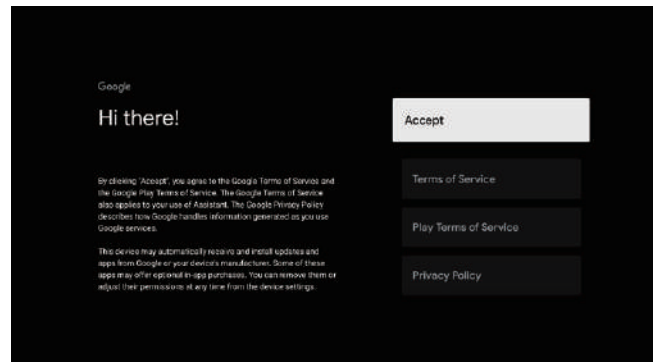 Google
Hi there!
By clicking "Accept", you agree to the Google Terms of Service and
the Google Play Terms of Service. The Google Terms of Service
also applies to your use of Assistant. The Google Privacy Policy
describes how Google handles information generated as you use
Google services.
This device may automatically receive and install updates and
apps from Google or your device's manufacturer. Some of these
apps may offer optional in-app purchases. You can remove them or
adjust their permissions at any time from the device settings.
Accept
Terms of Service
Play Terms of Service
Privacy Policy